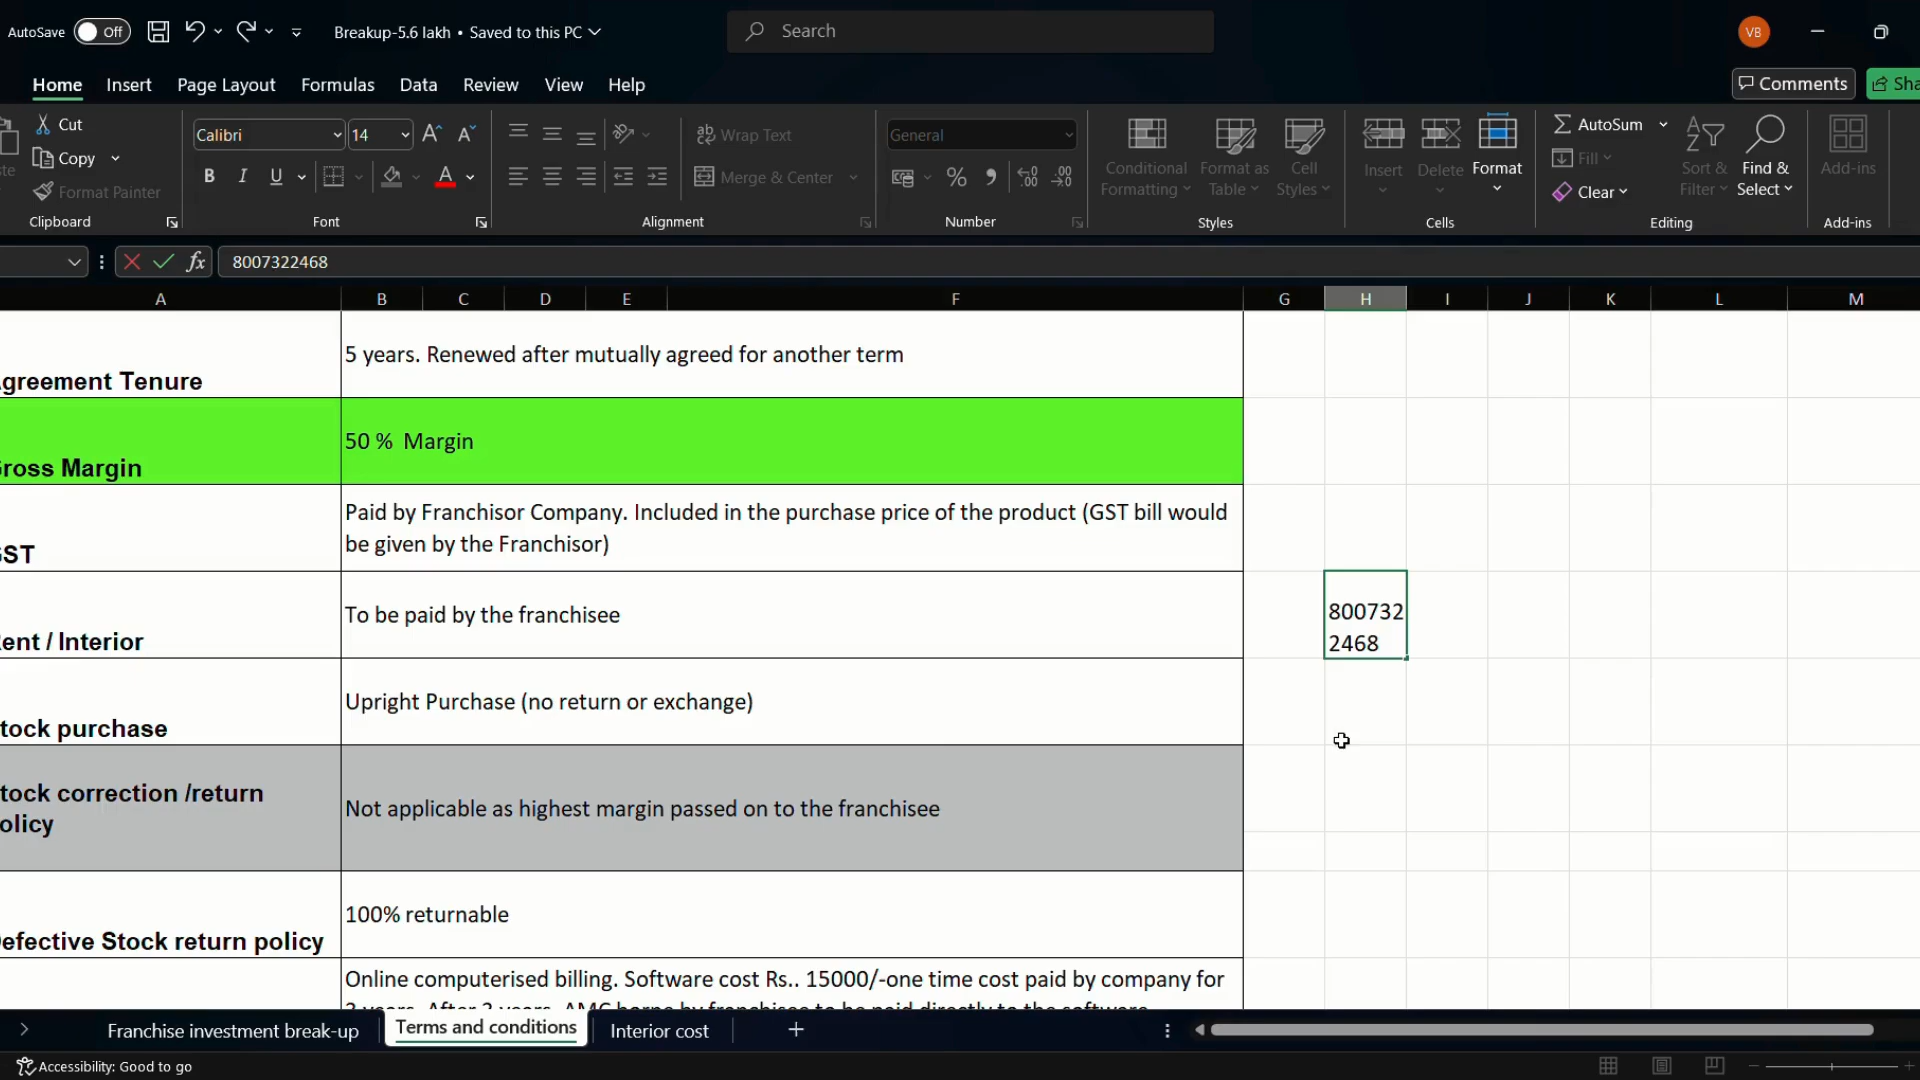 AutoSave Off Breakup-5.6 lakh • Saved to this PC Search VB
Home Insert Page Layout Formulas Data Review View Help Comments
Cut
Copy
Format Painter
Clipboard
Calibri 14
B I U A
Font
Wrap Text
Merge & Center
Alignment
General
%
Number
Conditional Formatting
Format as Table
Cell Styles
Styles
Insert
Delete
Format
Cells
AutoSum
Fill
Clear
Sort & Filter
Find & Select
Editing
Add-ins
Add-ins
fx 8007322468
A B C D E F G H I J K L M
greement Tenure
5 years. Renewed after mutually agreed for another term
ross Margin
50 % Margin
ST
Paid by Franchisor Company. Included in the purchase price of the product (GST bill would
be given by the Franchisor)
ent / Interior
To be paid by the franchisee
800732
2468
tock purchase
Upright Purchase (no return or exchange)
tock correction /return
olicy
Not applicable as highest margin passed on to the franchisee
efective Stock return policy
100% returnable
Online computerised billing. Software cost Rs.. 15000/-one time cost paid by company for
Franchise investment break-up Terms and conditions Interior cost
Accessibility: Good to go